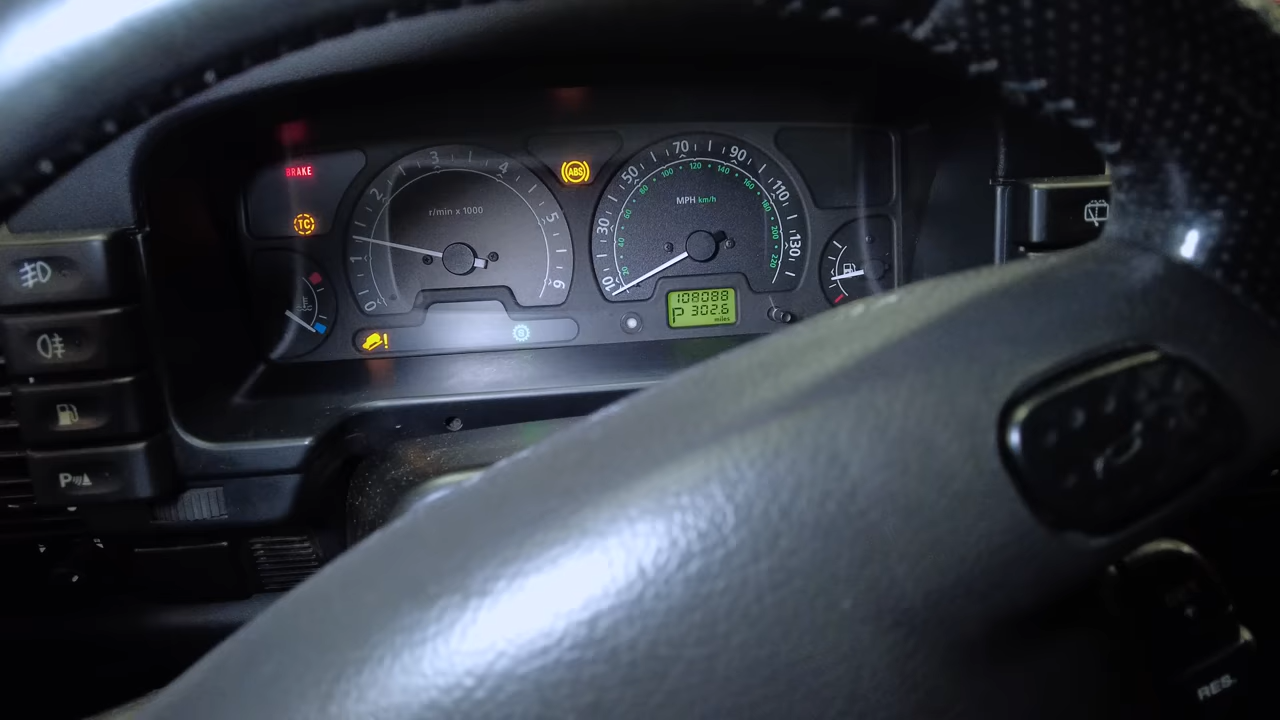 BRAKE
TC
ABS
r/min x 1000
0 1 2 3 4 5 6
MPH km/h
10 30 50 70 90 110 130
20 40 60 80 100 120 140 160 180 200 220
108088
P 302.6
miles
!
S
P
RES.